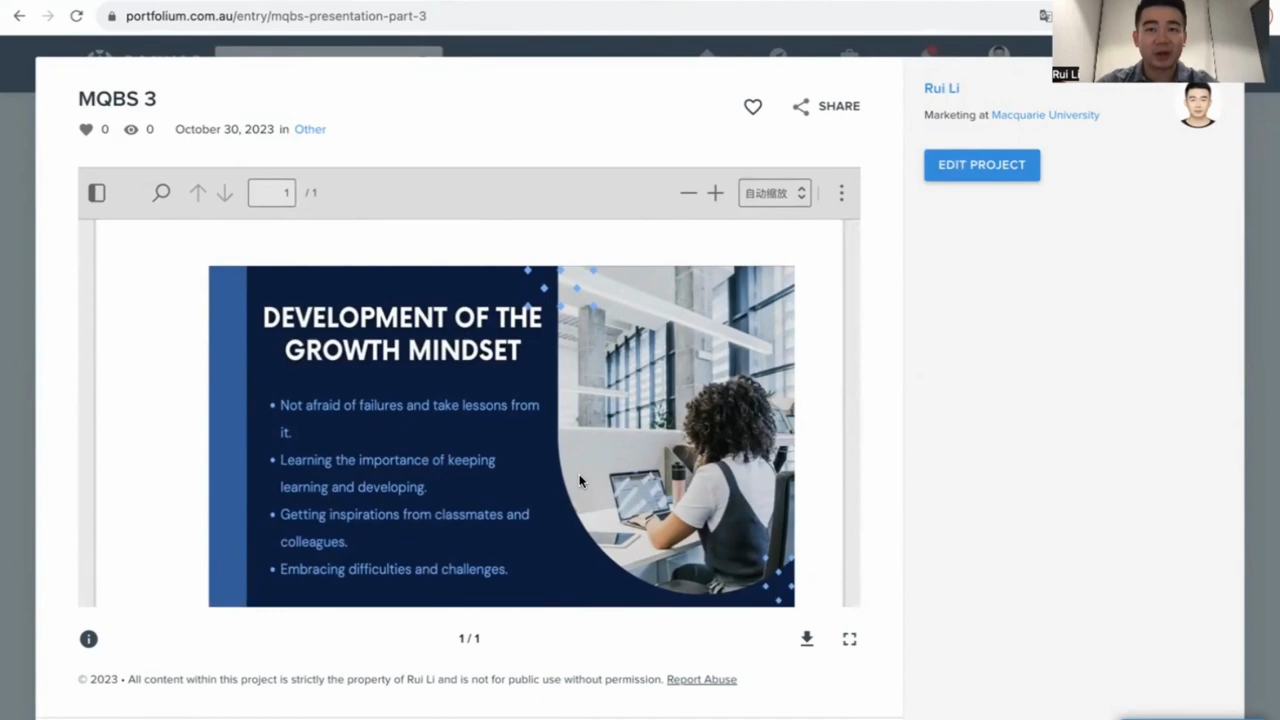 portfolium.com.au/entry/mqbs-presentation-part-3
Rui Li
MQBS 3
SHARE
0 0 October 30, 2023 in Other
Rui Li
Marketing at Macquarie University
EDIT PROJECT
1 / 1
自动缩放
DEVELOPMENT OF THE
GROWTH MINDSET
• Not afraid of failures and take lessons from
it.
• Learning the importance of keeping
learning and developing.
• Getting inspirations from classmates and
colleagues.
• Embracing difficulties and challenges.
1 / 1
© 2023 • All content within this project is strictly the property of Rui Li and is not for public use without permission. Report Abuse